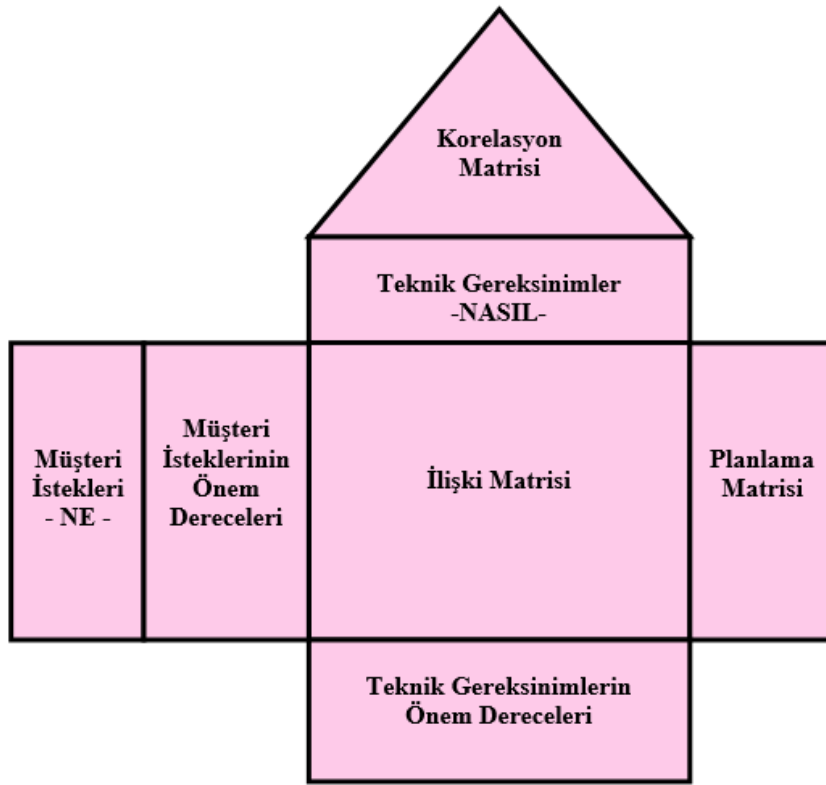 Korelasyon
Matrisi
Teknik Gereksinimler
-NASIL-
Müşteri
İstekleri
- NE -
Müşteri
İsteklerinin
Önem
Dereceleri
İlişki Matrisi
Planlama
Matrisi
Teknik Gereksinimlerin
Önem Dereceleri